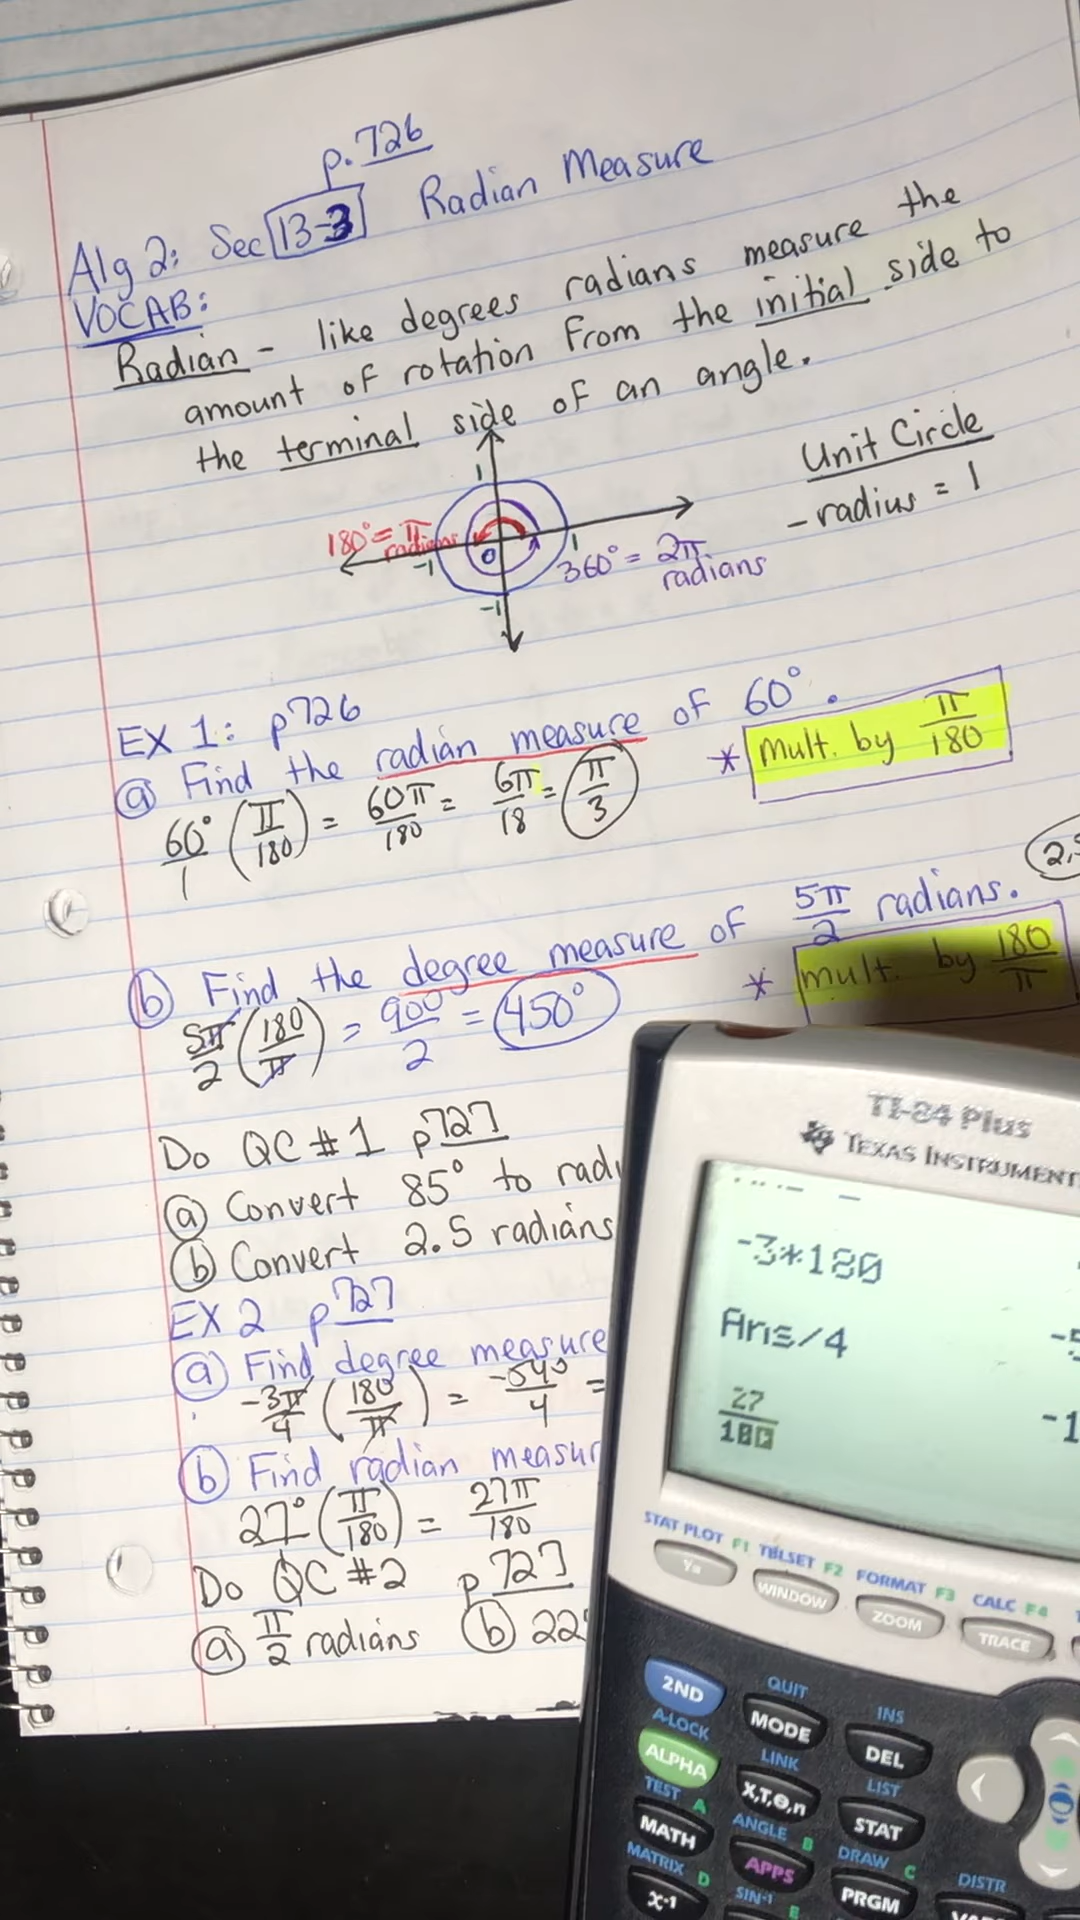 p.726
Alg 2: Sec 13-3 Radian Measure
VOCAB:
Radian - like degrees radians measure the
amount of rotation from the initial side to
the terminal side of an angle.
Unit Circle
- radius = 1
1
180° = π radians
-1
0
1
360° = 2π radians
-1
EX 1: p726
ⓐ Find the radian measure of 60°.
* mult. by π/180
60°/1 (π/180) = 60π/180 = 6π/18 = π/3
ⓑ Find the degree measure of 5π/2 radians.
* mult. by 180/π
5π/2 (180/π) = 900/2 = 450°
Do QC #1 p727
ⓐ Convert 85° to
ⓑ Convert 2.5 radians
EX 2 p727
ⓐ Find degree measure
-3π/4 (180/π) = -540/4 =
ⓑ Find radian
27° (π/180) = 27π/180
Do QC #2 p727
ⓐ π/2 radians ⓑ
TI-84 Plus
TEXAS
-3*180
Ans/4
27/180
STAT PLOT F1 TBLSET F2 FORMAT F3 CALC F4
Y= WINDOW ZOOM TRACE
QUIT INS
2ND MODE DEL
A-LOCK LINK LIST
ALPHA X,T,Θ,n STAT
TEST A ANGLE B DRAW C DISTR
MATH APPS PRGM
MATRIX D SIN-1 E
x-1